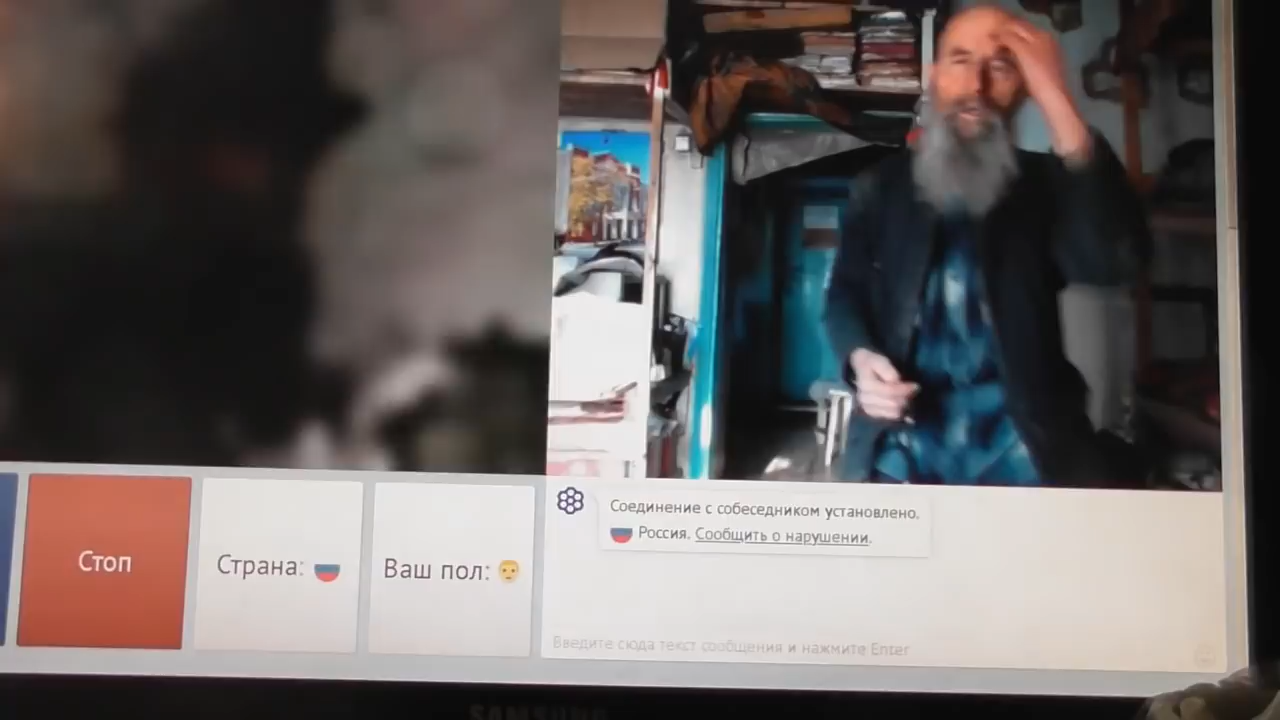 Соединение с собеседником установлено.
Россия. Сообщить о нарушении.
Стоп
Страна:
Ваш пол:
Введите сюда текст сообщения и нажмите Enter
SAMSUNG